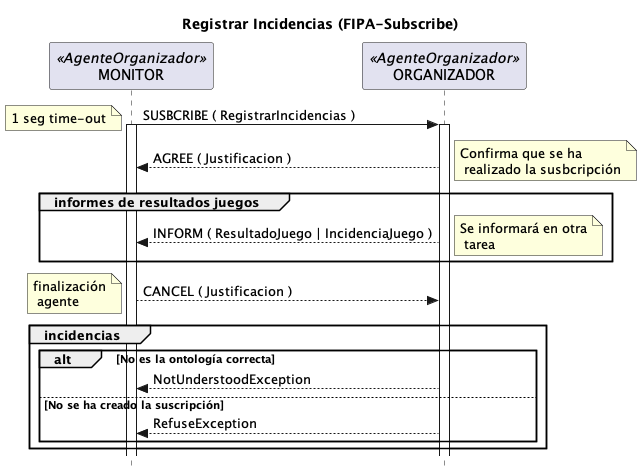 Registrar Incidencias (FIPA-Subscribe)
«AgenteOrganizador»
MONITOR
«AgenteOrganizador»
ORGANIZADOR
1 seg time-out
SUSBCRIBE ( RegistrarIncidencias )
AGREE ( Justificacion )
Confirma que se ha
realizado la susbcripción
informes de resultados juegos
INFORM ( ResultadoJuego | IncidenciaJuego )
Se informará en otra
tarea
finalización
agente
CANCEL ( Justificacion )
incidencias
alt
[No es la ontología correcta]
NotUnderstoodException
[No se ha creado la suscripción]
RefuseException